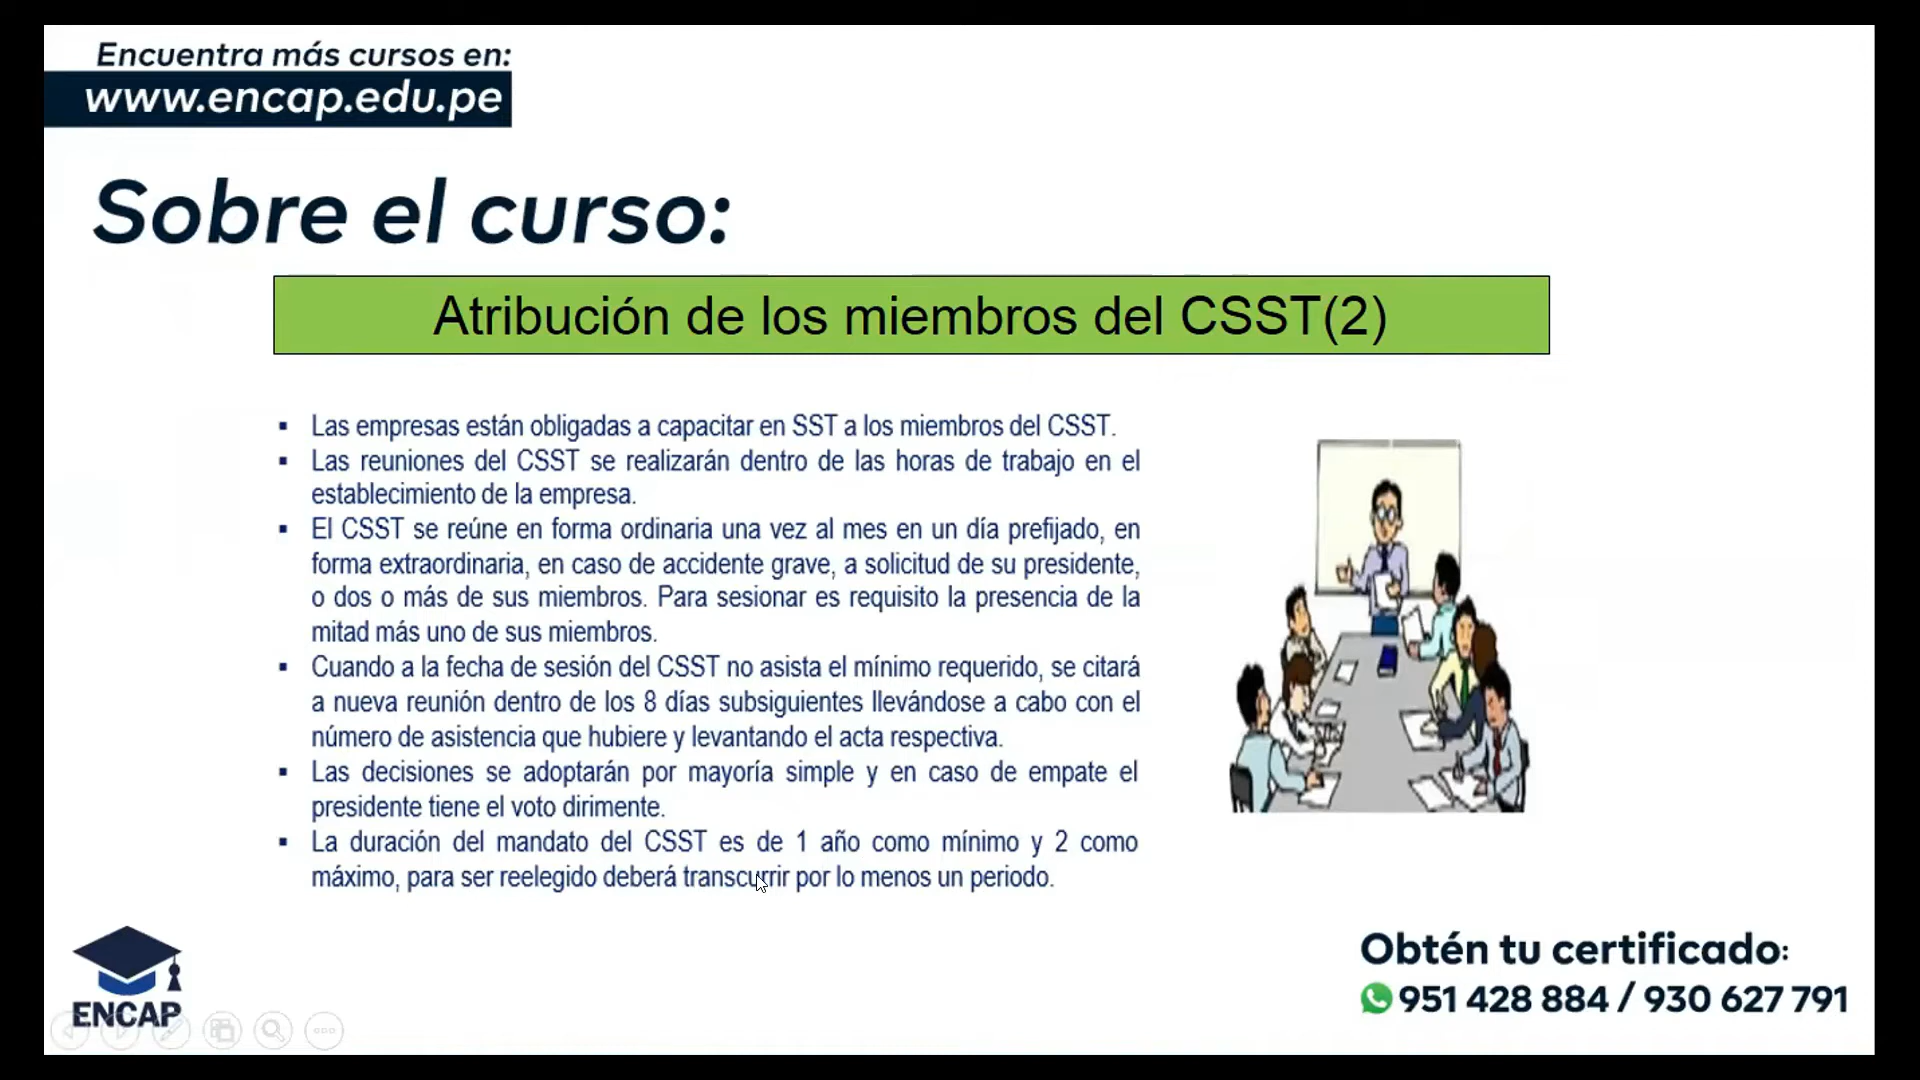 Encuentra más cursos en:
www.encap.edu.pe
Sobre el curso:
Atribución de los miembros del CSST(2)
▪ Las empresas están obligadas a capacitar en SST a los miembros del CSST.
▪ Las reuniones del CSST se realizarán dentro de las horas de trabajo en el
establecimiento de la empresa.
▪ El CSST se reúne en forma ordinaria una vez al mes en un día prefijado, en
forma extraordinaria, en caso de accidente grave, a solicitud de su presidente,
o dos o más de sus miembros. Para sesionar es requisito la presencia de la
mitad más uno de sus miembros.
▪ Cuando a la fecha de sesión del CSST no asista el mínimo requerido, se citará
a nueva reunión dentro de los 8 días subsiguientes llevándose a cabo con el
número de asistencia que hubiere y levantando el acta respectiva.
▪ Las decisiones se adoptarán por mayoría simple y en caso de empate el
presidente tiene el voto dirimente.
▪ La duración del mandato del CSST es de 1 año como mínimo y 2 como
máximo, para ser reelegido deberá transcurrir por lo menos un periodo.
ENCAP
Obtén tu certificado:
951 428 884 / 930 627 791